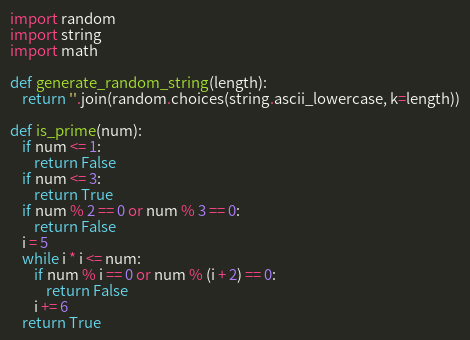 import random
import string
import math

def generate_random_string(length):
    return ''.join(random.choices(string.ascii_lowercase, k=length))

def is_prime(num):
    if num <= 1:
        return False
    if num <= 3:
        return True
    if num % 2 == 0 or num % 3 == 0:
        return False
    i = 5
    while i * i <= num:
        if num % i == 0 or num % (i + 2) == 0:
            return False
        i += 6
    return True